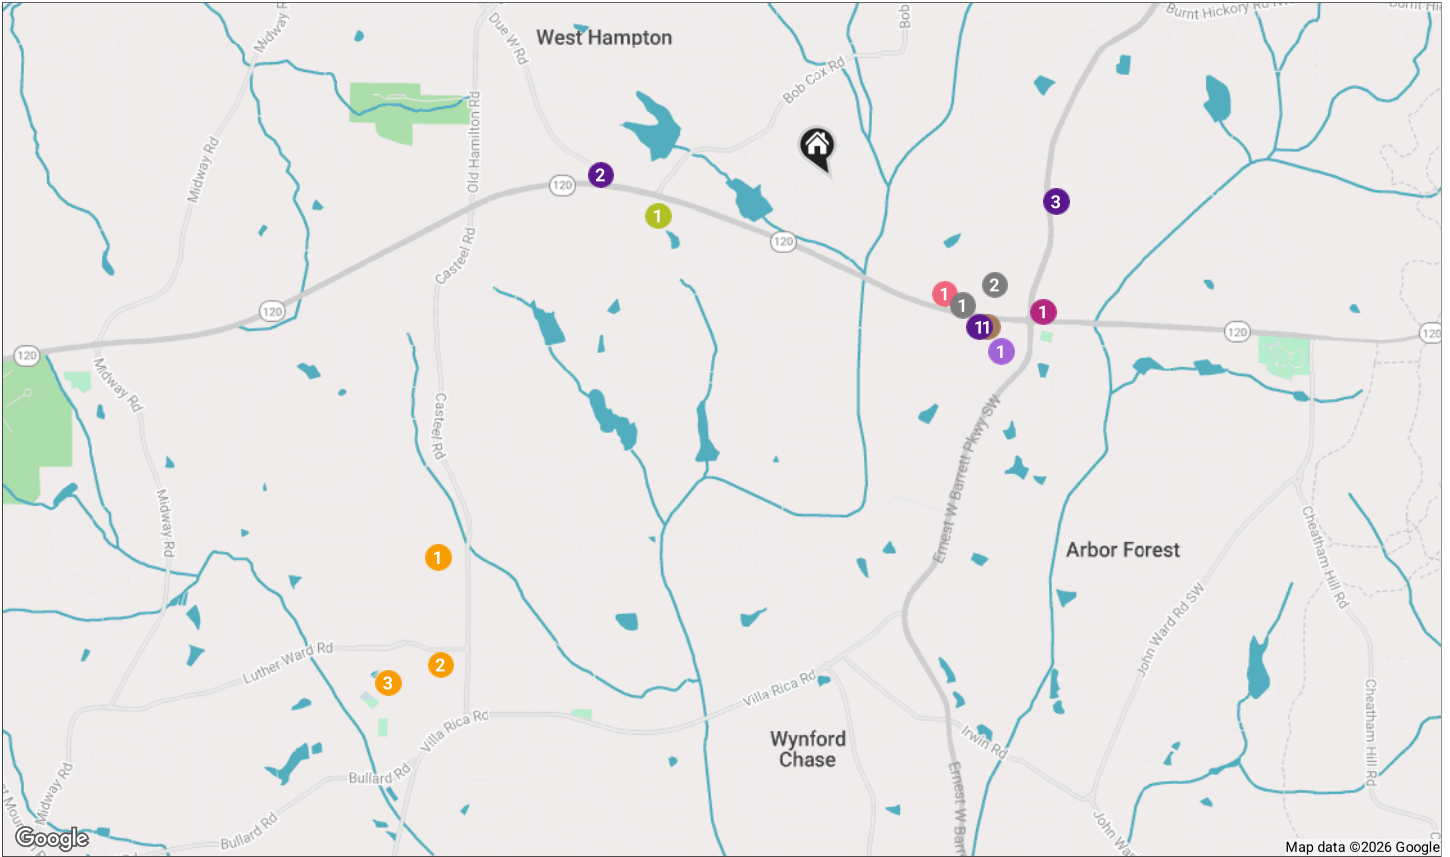 Midway R
Due W Rd
West Hampton
Bob
Burnt Hickory Rd N
Burnt Hi
Bob Cox Rd
Old Hamilton Rd
Midway Rd
2
120
1
120
3
Casteel Rd
120
2
1
1
1
120
120
11
1
120
Midway Rd
Casteel Rd
Ernest W Barrett Pkwy SW
Midway Rd
1
Arbor Forest
Cheatham Hill Rd
John Ward Rd SW
Luther Ward Rd
2
3
Villa Rica Rd
Villa Rica Rd
Wynford
Chase
Irwin Rd
Cheatham Hill Rd
Bullard Rd
Midway Rd
Ernest W Barr
Bullard Rd
John Wa
Google
Map data ©2026 Google